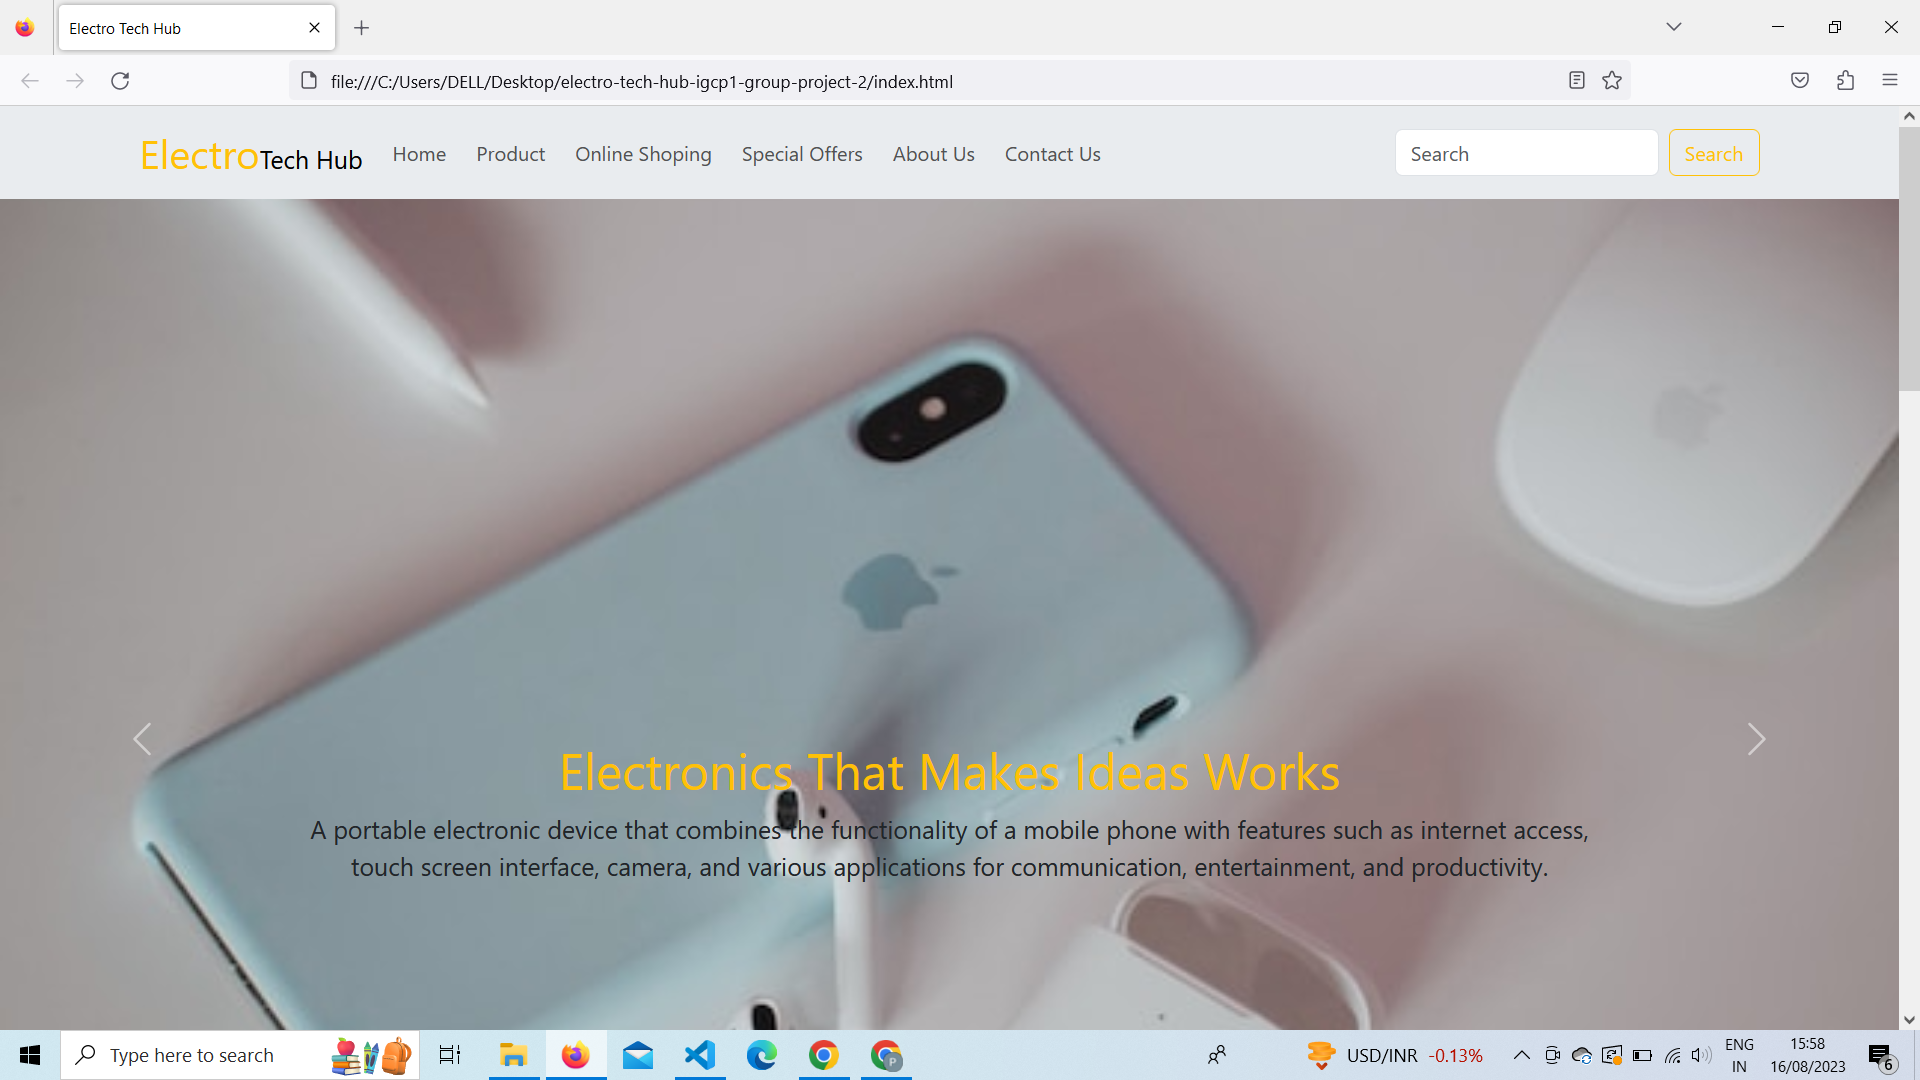 Electro Tech Hub
file:///C:/Users/DELL/Desktop/electro-tech-hub-igcp1-group-project-2/index.html
ElectroTech Hub Home Product Online Shoping Special Offers About Us Contact Us Search Search
Electronics That Makes Ideas Works
A portable electronic device that combines the functionality of a mobile phone with features such as internet access,
touch screen interface, camera, and various applications for communication, entertainment, and productivity.
Type here to search P USD/INR -0.13% ENG 15:58
IN 16/08/2023 6